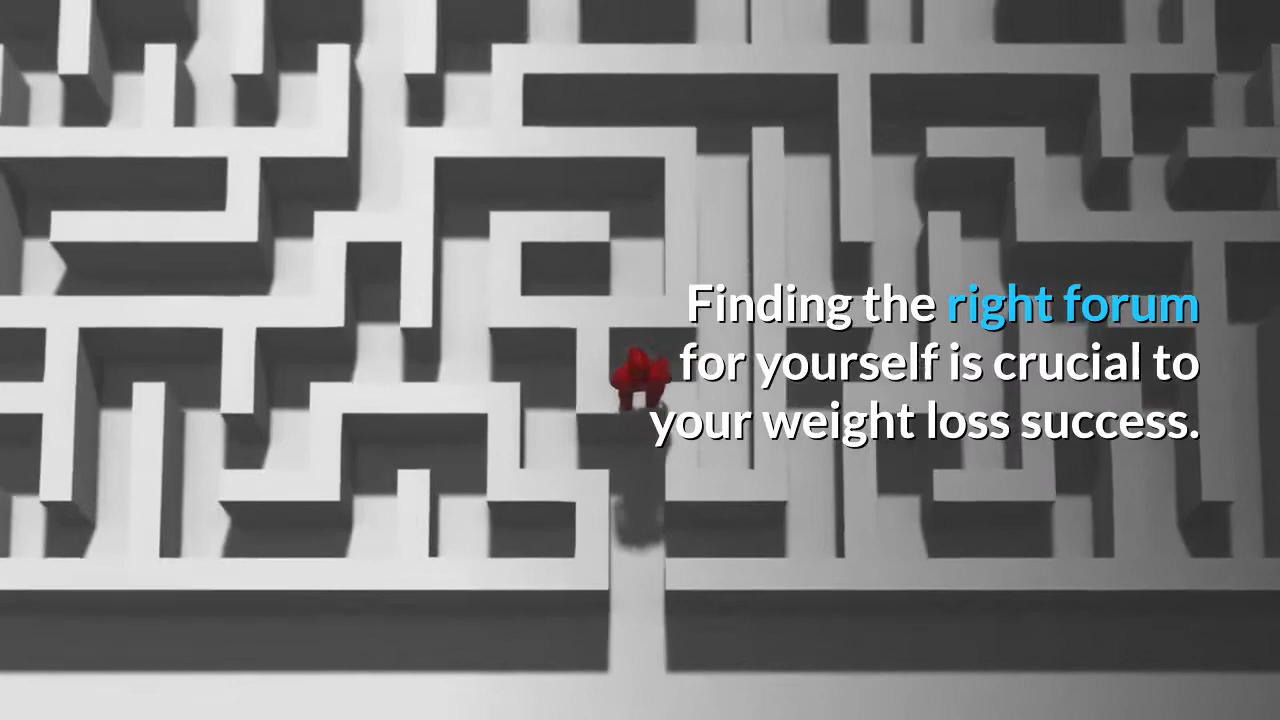 Finding the right forum
for yourself is crucial to
your weight loss success.